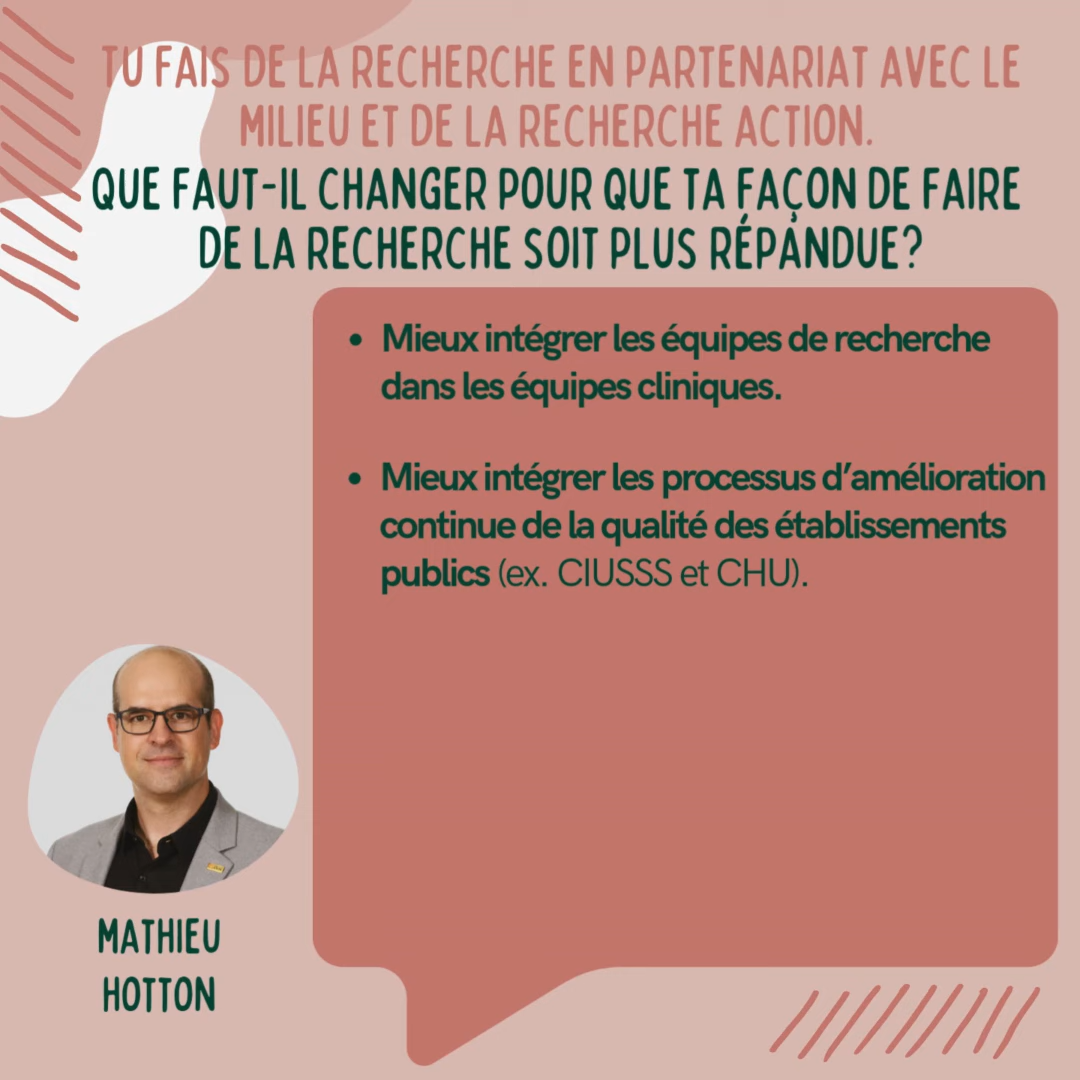 TU FAIS DE LA RECHERCHE EN PARTENARIAT AVEC LE
MILIEU ET DE LA RECHERCHE ACTION.
QUE FAUT-IL CHANGER POUR QUE TA FAÇON DE FAIRE
DE LA RECHERCHE SOIT PLUS RÉPANDUE?
• Mieux intégrer les équipes de recherche
dans les équipes cliniques.
• Mieux intégrer les processus d’amélioration
continue de la qualité des établissements
publics (ex. CIUSSS et CHU).
MATHIEU
HOTTON